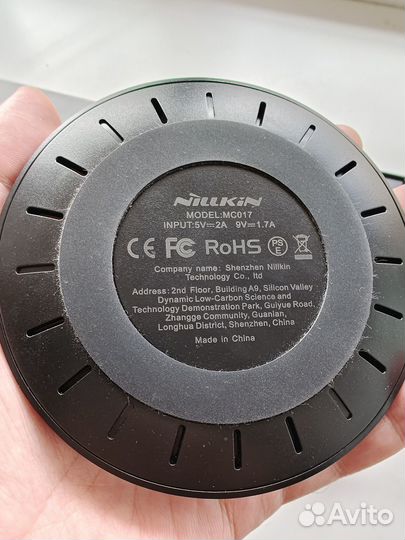 NILLKIN
MODEL:MC017
INPUT:5V⎓2A 9V⎓1.7A
CE FC RoHS PSE
Company name: Shenzhen Nillkin
Technology Co., ltd
Address: 2nd Floor, Building A9, Silicon Valley
Dynamic Low-Carbon Science and
Technology Demonstration Park, Guiyue Road,
Zhangge Community, Guanlan,
Longhua District, Shenzhen, China
Made in China
Avito